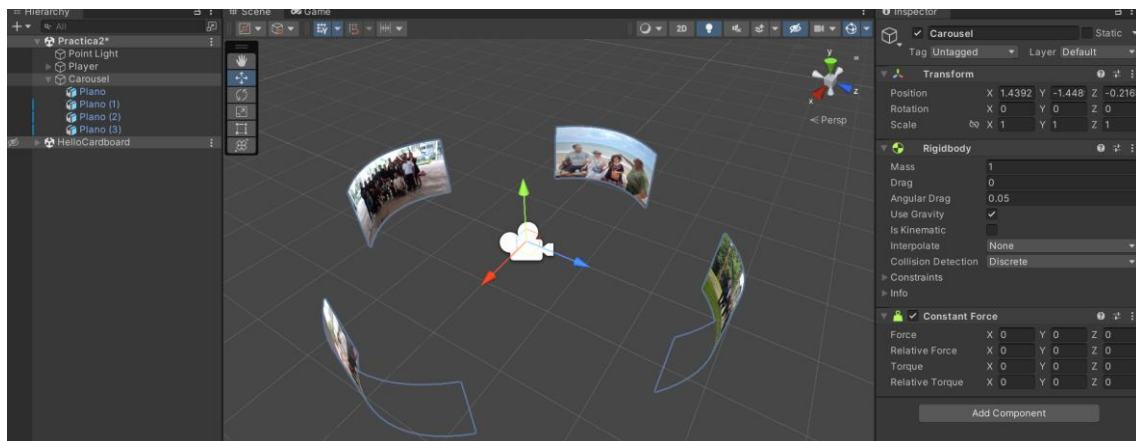 Hierarchy
All
Practica2*
Point Light
Player
Carousel
Plano
Plano (1)
Plano (2)
Plano (3)
HelloCardboard
Scene Game
2D
y
x
z
Persp
Inspector
Carousel Static
Tag Untagged Layer Default
Transform
Position X 1.4392 Y -1.448 Z -0.216
Rotation X 0 Y 0 Z 0
Scale X 1 Y 1 Z 1
Rigidbody
Mass 1
Drag 0
Angular Drag 0.05
Use Gravity
Is Kinematic
Interpolate None
Collision Detection Discrete
Constraints
Info
Constant Force
Force X 0 Y 0 Z 0
Relative Force X 0 Y 0 Z 0
Torque X 0 Y 0 Z 0
Relative Torque X 0 Y 0 Z 0
Add Component